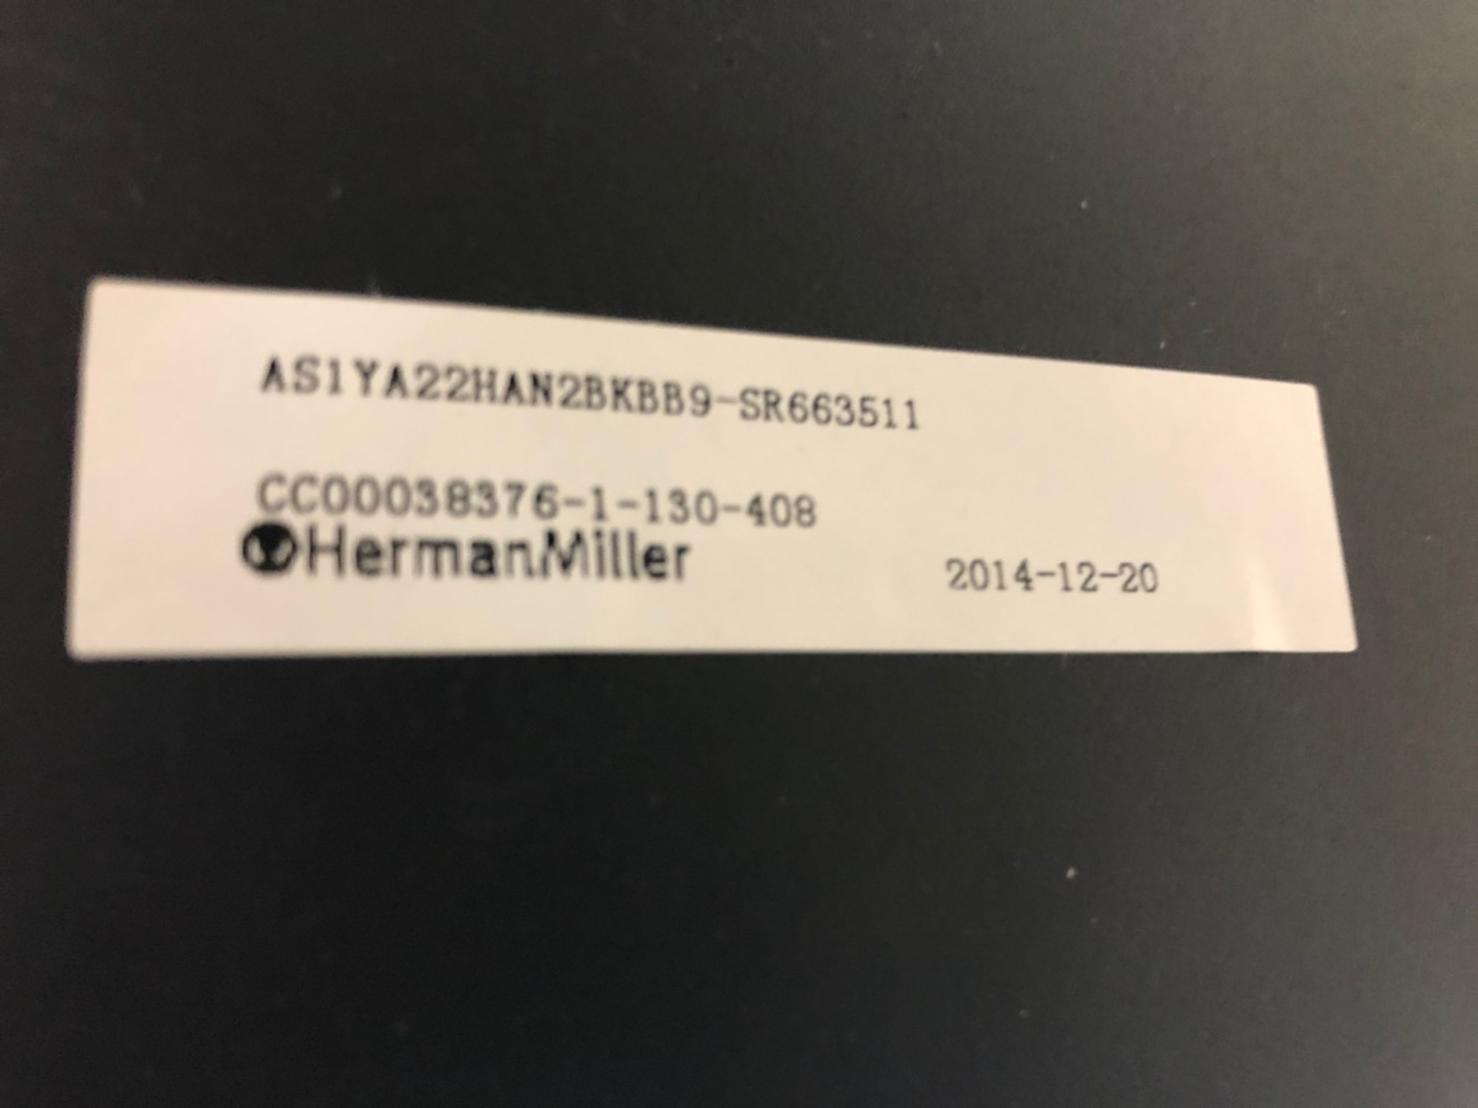 AS1YA22HAN2BKBB9-SR663511
CC00038376-1-130-408
HermanMiller
2014-12-20